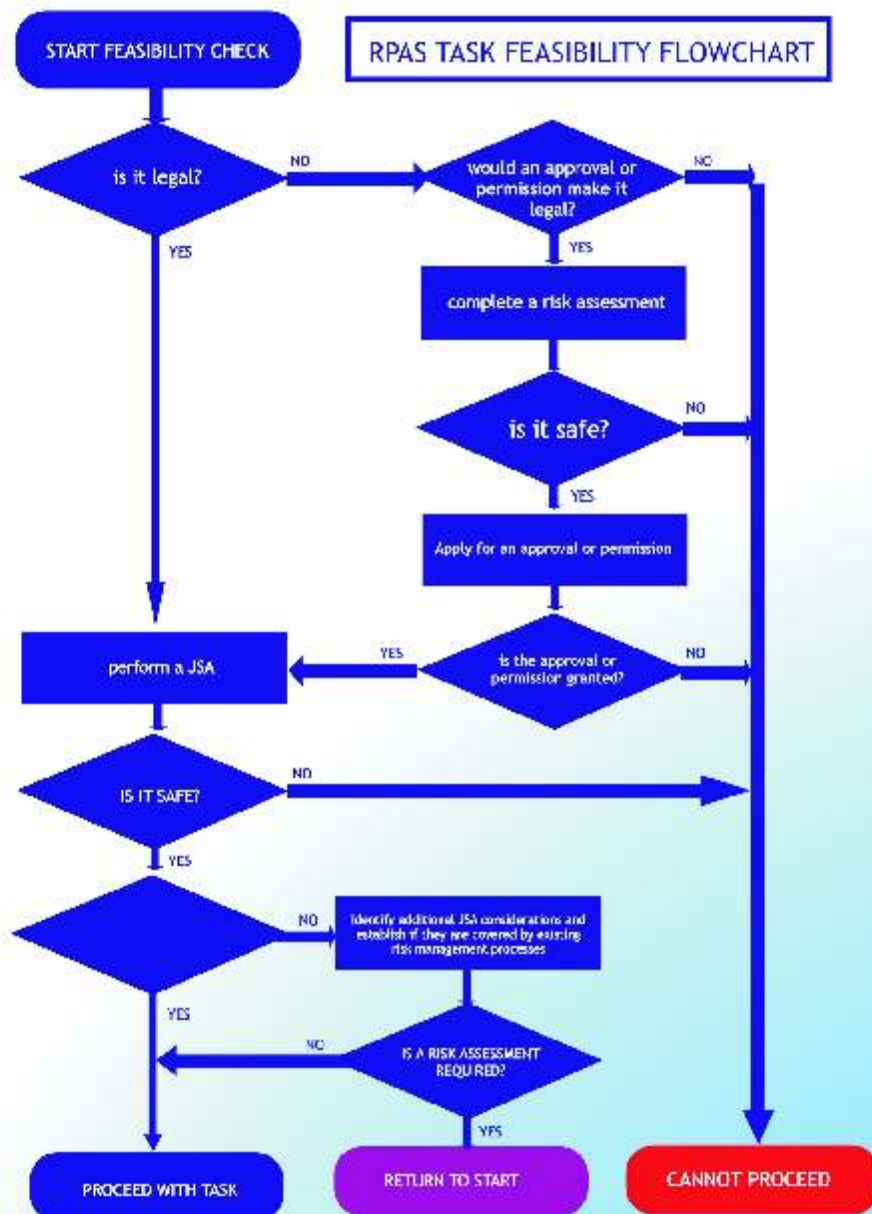 START FEASIBILITY CHECK
RPAS TASK FEASIBILITY FLOWCHART
is it legal?
NO
would an approval or
permission make it
legal?
NO
YES
YES
complete a risk assessment
is it safe?
NO
YES
Apply for an approval or permission
perform a JSA
YES
is the approval or
permission granted?
NO
IS IT SAFE?
NO
YES
NO
Identify additional JSA considerations and
establish if they are covered by existing
risk management processes
YES
NO
IS A RISK ASSESSMENT
REQUIRED?
YES
PROCEED WITH TASK
RETURN TO START
CANNOT PROCEED